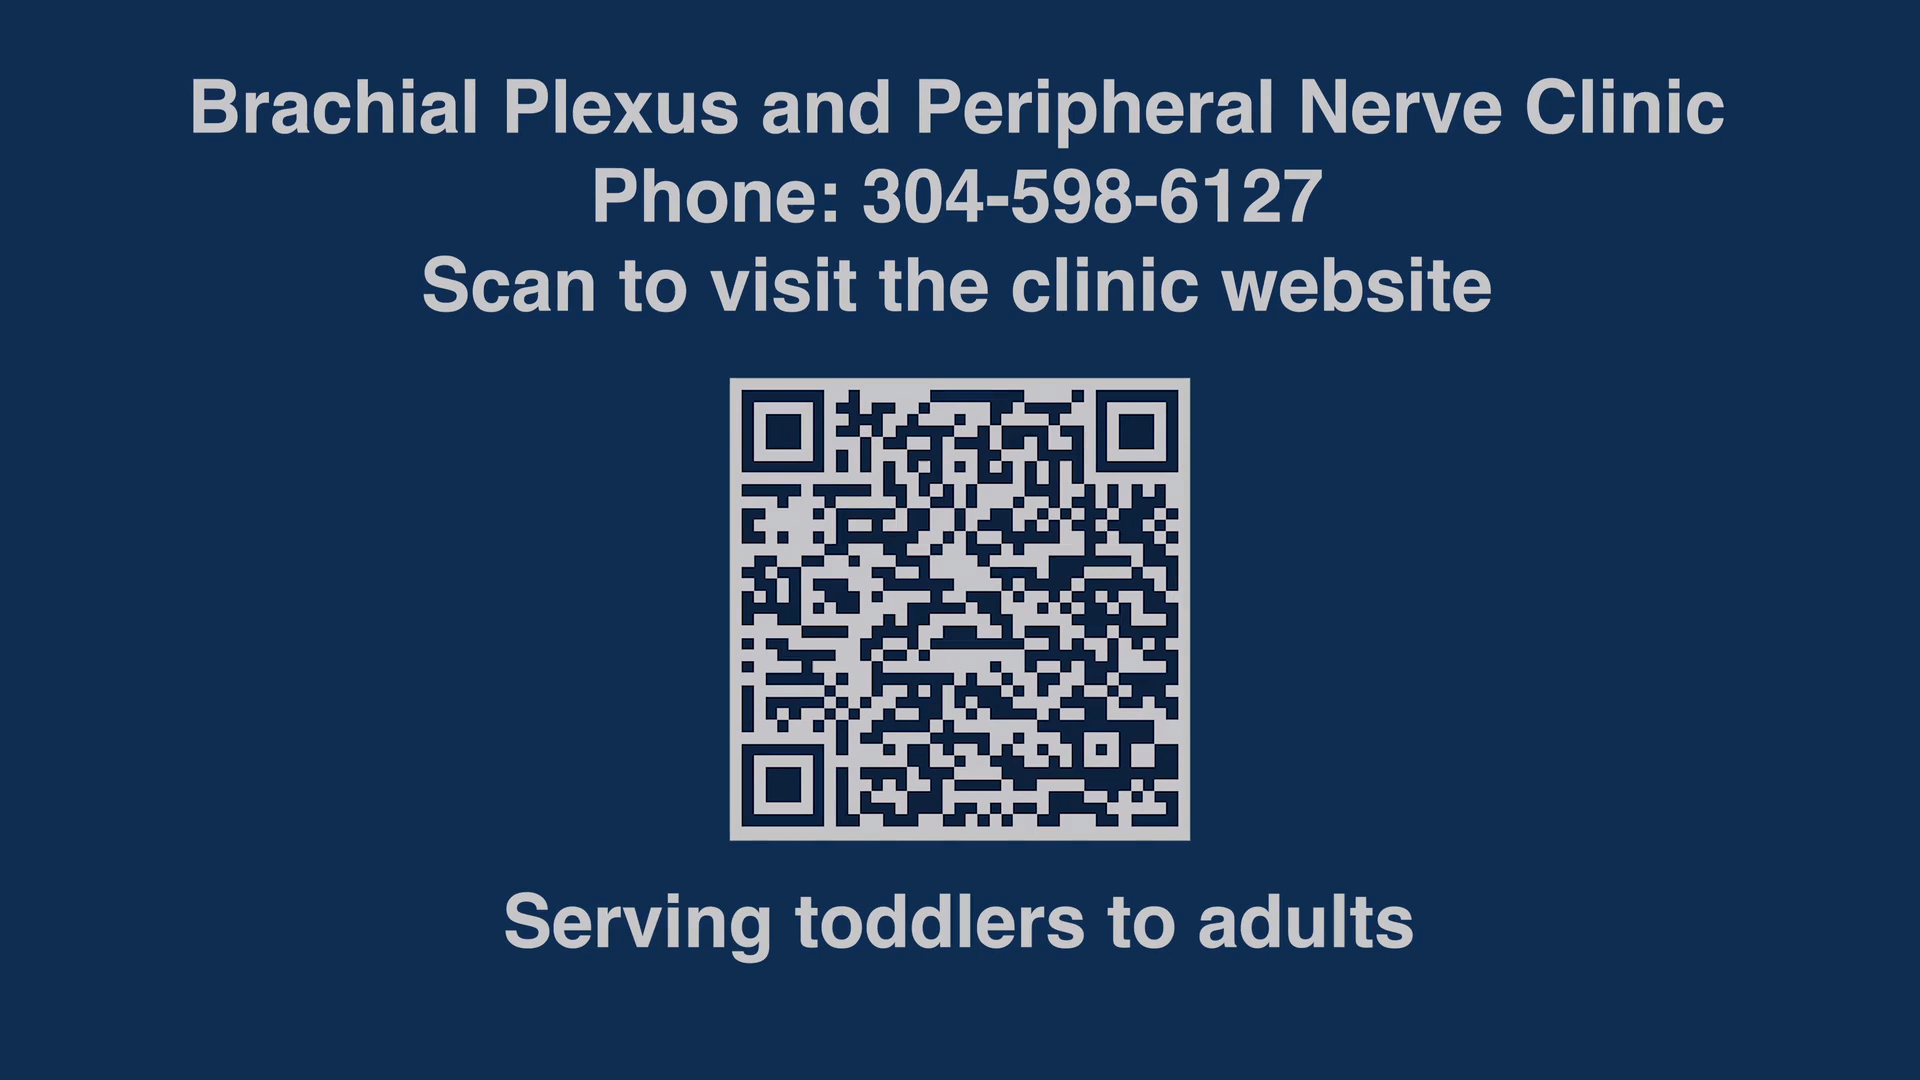 Brachial Plexus and Peripheral Nerve Clinic
Phone: 304-598-6127
Scan to visit the clinic website
Serving toddlers to adults